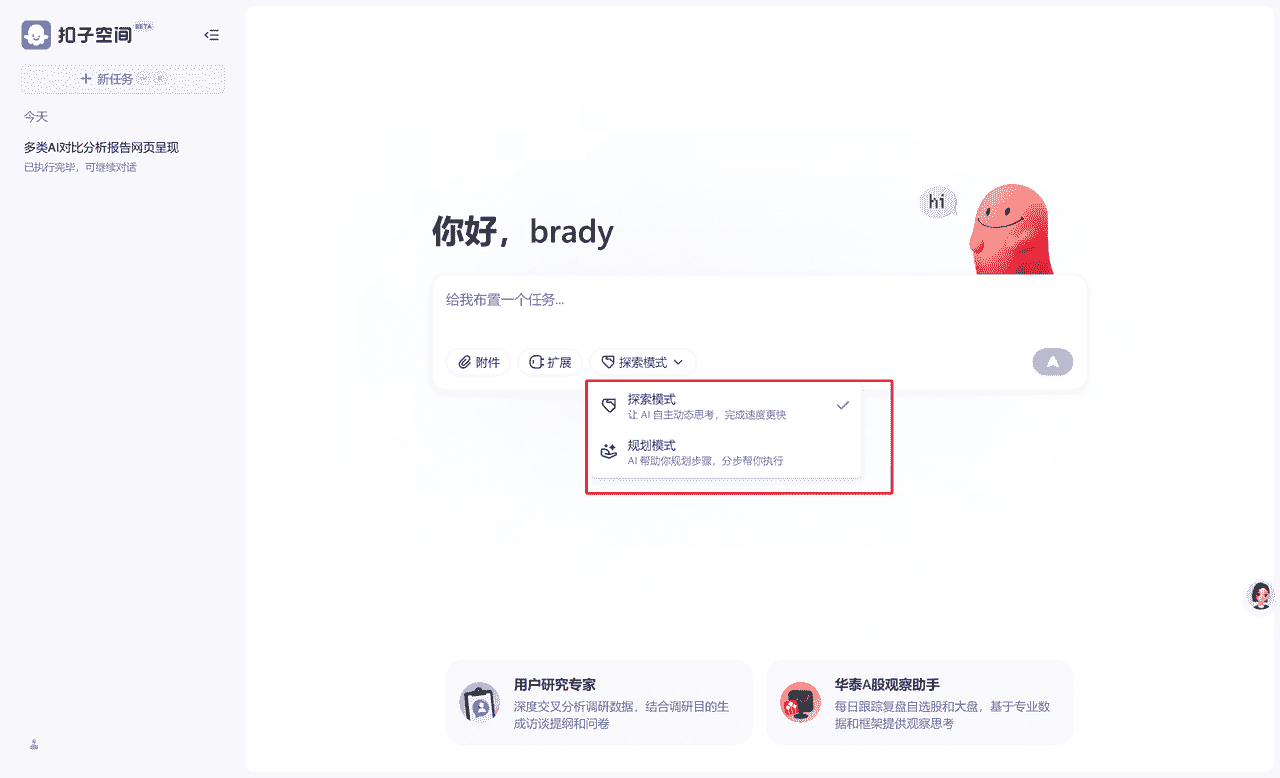 扣子空间 BETA
+ 新任务
今天
多类AI对比分析报告网页呈现
已执行完毕，可继续对话
hi
你好，brady
给我布置一个任务...
附件
扩展
探索模式
探索模式
让 AI 自主动态思考，完成速度更快
规划模式
AI 帮助你规划步骤，分步帮你执行
用户研究专家
深度交叉分析调研数据，结合调研目的生
成访谈提纲和问卷
华泰A股观察助手
每日跟踪复盘自选股和大盘，基于专业数
据和框架提供观察思考